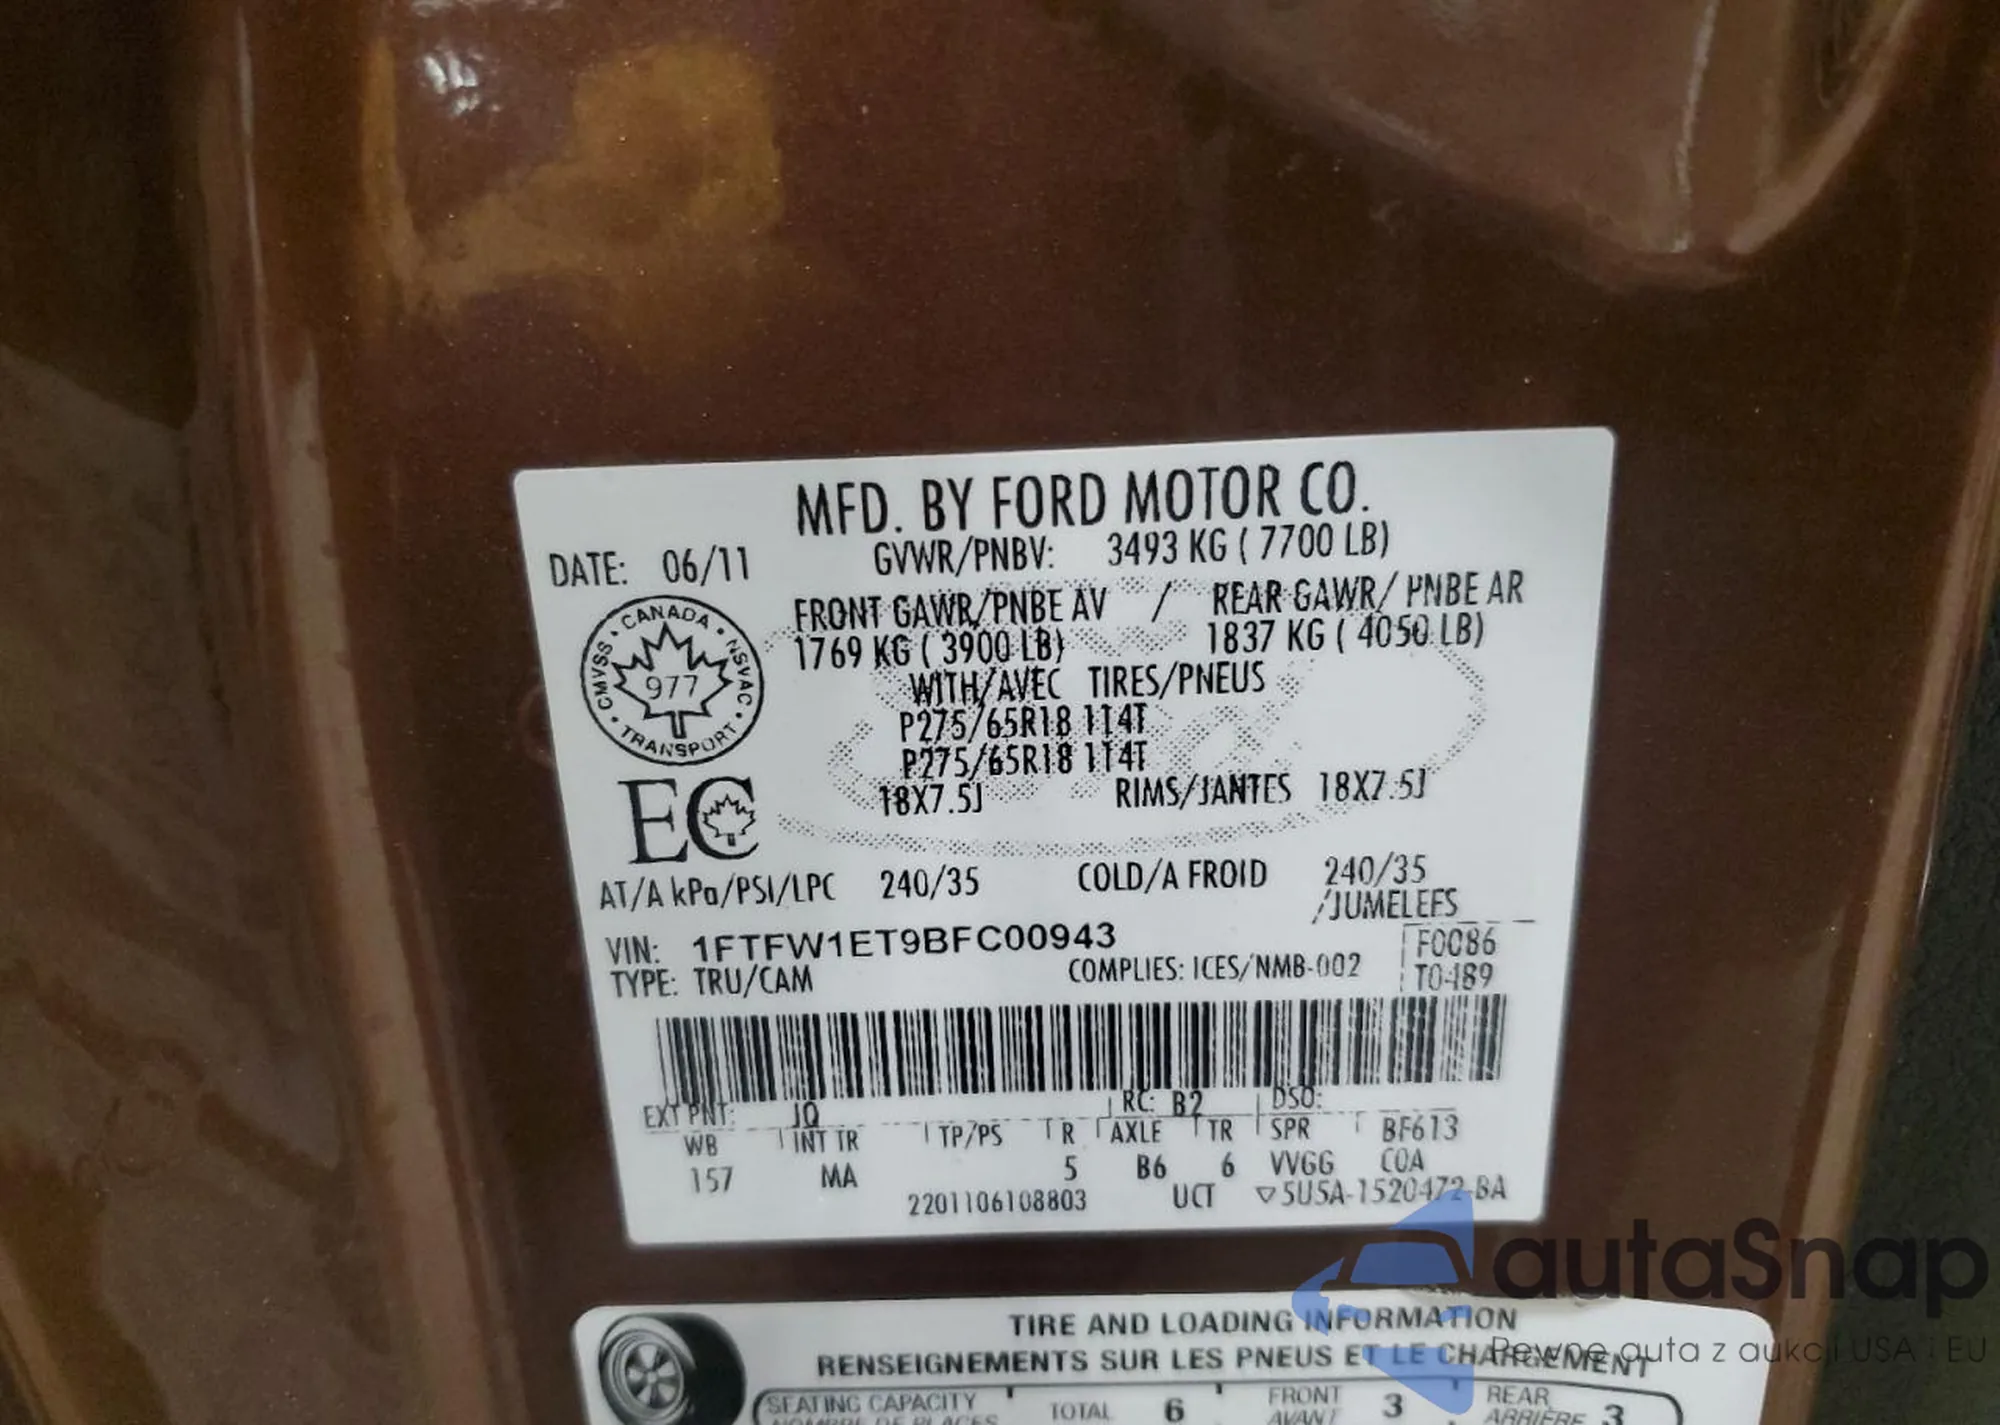 MFD. BY FORD MOTOR CO.
DATE: 06/11 GVWR/PNBV: 3493 KG ( 7700 LB)
FRONT GAWR/PNBE AV / REAR GAWR/ PNBE AR
1769 KG ( 3900 LB) 1837 KG ( 4050 LB)
WITH/AVEC TIRES/PNEUS
P275/65R18 114T
P275/65R18 114T
18X7.5J RIMS/JANTES 18X7.5J
CANADA • NSVAC • TRANSPORT • CMVSS •
977
EC
AT/A kPa/PSI/LPC 240/35 COLD/A FROID 240/35
/JUMELEES
VIN: 1FTFW1ET9BFC00943 F0086
TYPE: TRU/CAM COMPLIES: ICES/NMB-002 T0489
EXT PNT: JQ RC: B2 DSO:
WB INT TR TP/PS R AXLE TR SPR BF613
157 MA 5 B6 6 VVGG COA
2201106108803 UCT ▽5U5A-1520472-BA
autaSnap
Pewne auta z aukcji USA i EU
TIRE AND LOADING INFORMATION
RENSEIGNEMENTS SUR LES PNEUS ET LE CHARGEMENT
SEATING CAPACITY TOTAL 6 FRONT 3 REAR 3
NOMBRE DE PLACES AVANT ARRIÈRE